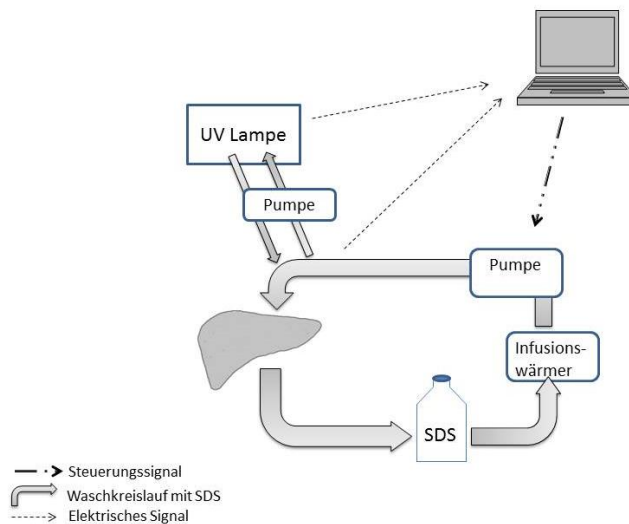 UV Lampe
Pumpe
Pumpe
Infusions-
wärmer
SDS
Steuerungssignal
Waschkreislauf mit SDS
Elektrisches Signal